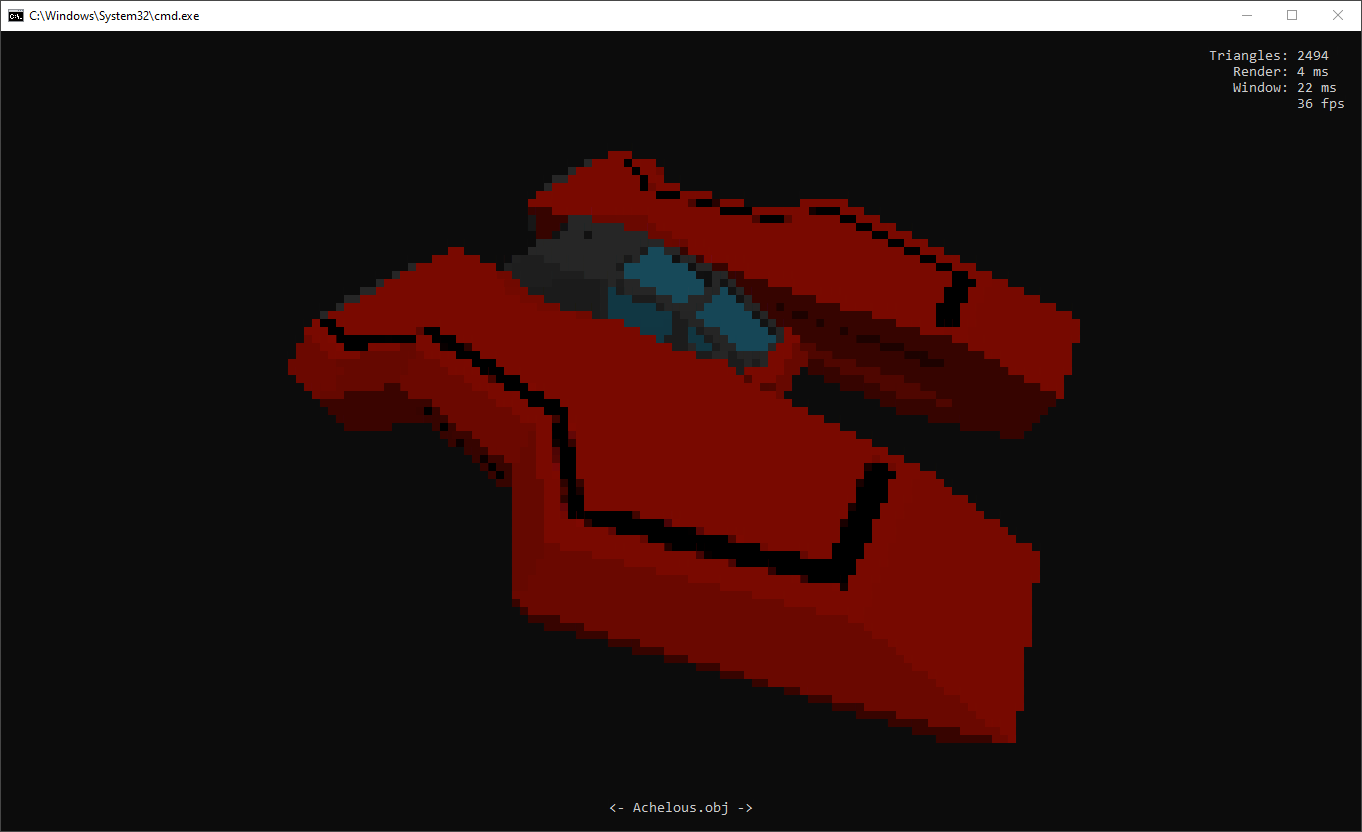 C:\Windows\System32\cmd.exe
Triangles: 2494
Render: 4 ms
Window: 22 ms
36 fps
<- Achelous.obj ->